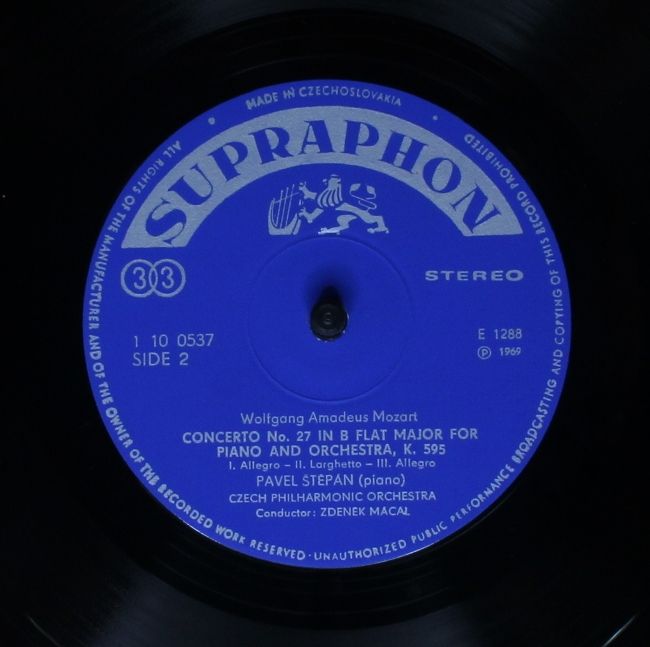 MADE IN CZECHOSLOVAKIA
ALL RIGHTS OF THE MANUFACTURER AND OF THE OWNER OF THE RECORDED WORK RESERVED · UNAUTHORIZED PUBLIC PERFORMANCE BROADCASTING AND COPYING OF THIS RECORD PROHIBITED
SUPRAPHON
33
STEREO
1 10 0537
E 1288
SIDE 2
Ⓟ 1969
Wolfgang Amadeus Mozart
CONCERTO No. 27 IN B FLAT MAJOR FOR
PIANO AND ORCHESTRA, K. 595
I. Allegro – II. Larghetto – III. Allegro
PAVEL ŠTĚPÁN (piano)
CZECH PHILHARMONIC ORCHESTRA
Conductor: ZDENEK MACAL